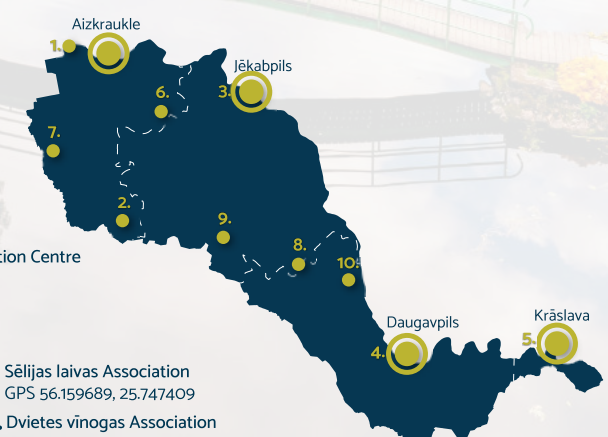 Aizkraukle
1.
Jēkabpils
6.
3.
7.
2.
9.
8.
10.
tion Centre
Daugavpils
Krāslava
5.
4.
Sēlijas laivas Association
GPS 56.159689, 25.747409
, Dvietes vīnogas Association